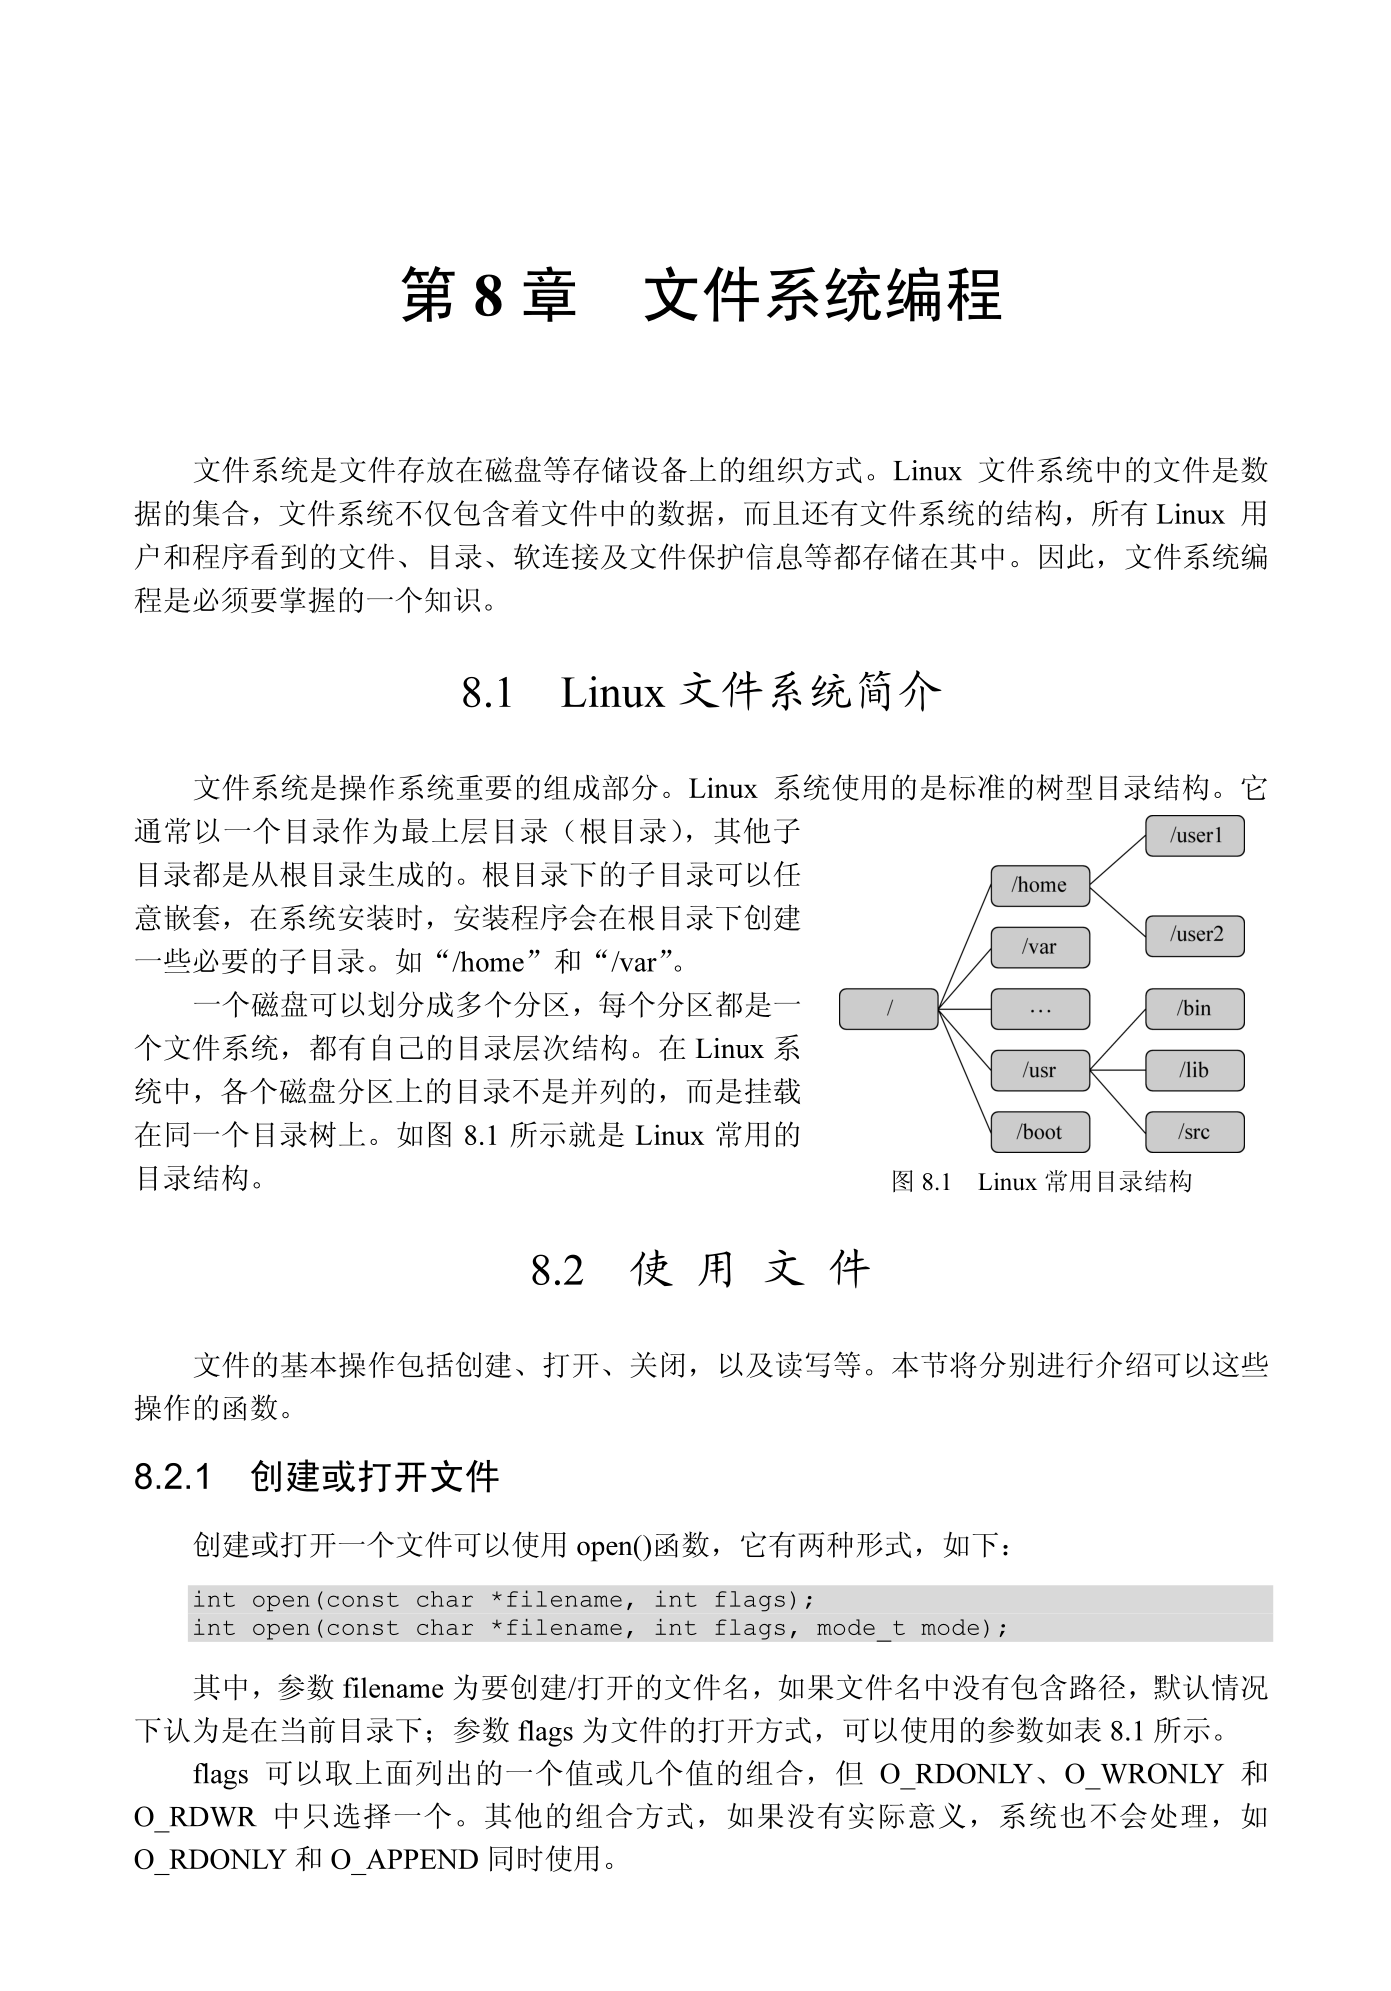 第 8 章　文件系统编程
文件系统是文件存放在磁盘等存储设备上的组织方式。Linux 文件系统中的文件是数
据的集合，文件系统不仅包含着文件中的数据，而且还有文件系统的结构，所有 Linux 用
户和程序看到的文件、目录、软连接及文件保护信息等都存储在其中。因此，文件系统编
程是必须要掌握的一个知识。
8.1　Linux 文件系统简介
文件系统是操作系统重要的组成部分。Linux 系统使用的是标准的树型目录结构。它
通常以一个目录作为最上层目录（根目录），其他子
目录都是从根目录生成的。根目录下的子目录可以任
意嵌套，在系统安装时，安装程序会在根目录下创建
一些必要的子目录。如“/home”和“/var”。
一个磁盘可以划分成多个分区，每个分区都是一
个文件系统，都有自己的目录层次结构。在 Linux 系
统中，各个磁盘分区上的目录不是并列的，而是挂载
在同一个目录树上。如图 8.1 所示就是 Linux 常用的
目录结构。
/
/home
/var
…
/usr
/boot
/user1
/user2
/bin
/lib
/src
图 8.1　Linux 常用目录结构
8.2　使 用 文 件
文件的基本操作包括创建、打开、关闭，以及读写等。本节将分别进行介绍可以这些
操作的函数。
8.2.1　创建或打开文件
创建或打开一个文件可以使用 open()函数，它有两种形式，如下：
int open(const char *filename, int flags);
int open(const char *filename, int flags, mode_t mode);
其中，参数 filename 为要创建/打开的文件名，如果文件名中没有包含路径，默认情况
下认为是在当前目录下；参数 flags 为文件的打开方式，可以使用的参数如表 8.1 所示。
flags 可以取上面列出的一个值或几个值的组合，但 O_RDONLY、O_WRONLY 和
O_RDWR 中只选择一个。其他的组合方式，如果没有实际意义，系统也不会处理，如
O_RDONLY 和 O_APPEND 同时使用。